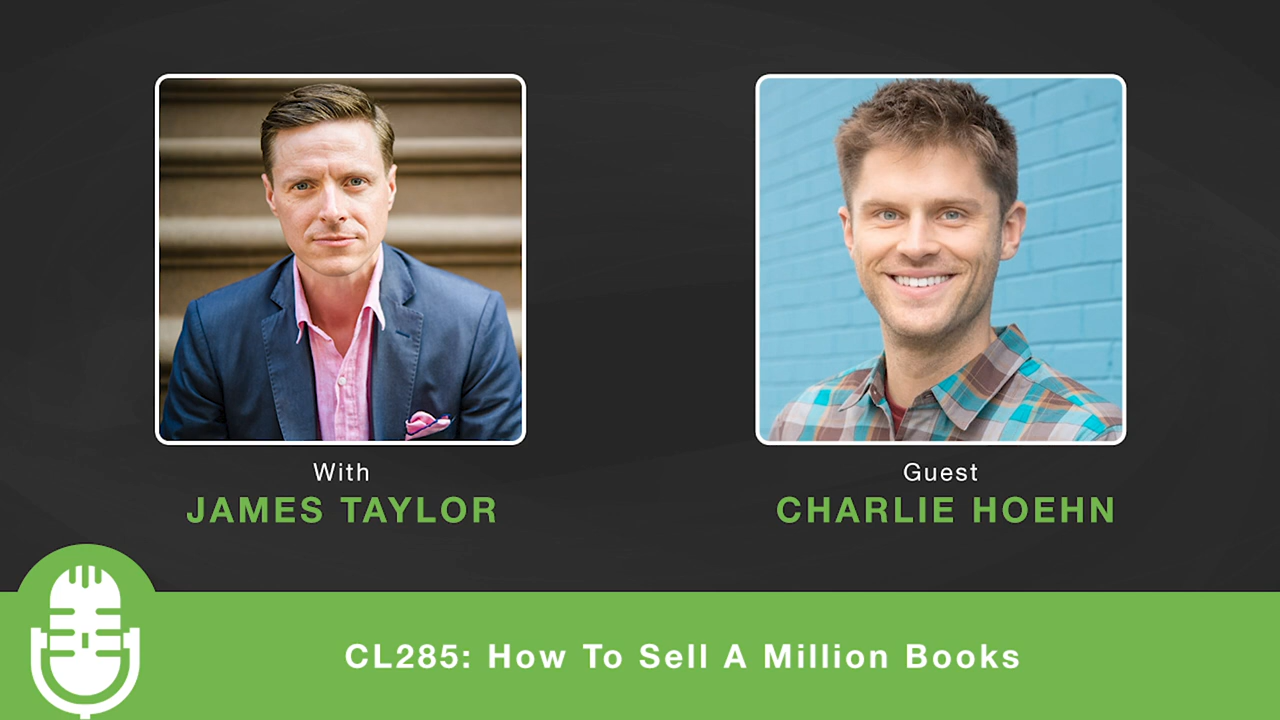 With
JAMES TAYLOR
Guest
CHARLIE HOEHN
CL285: How To Sell A Million Books